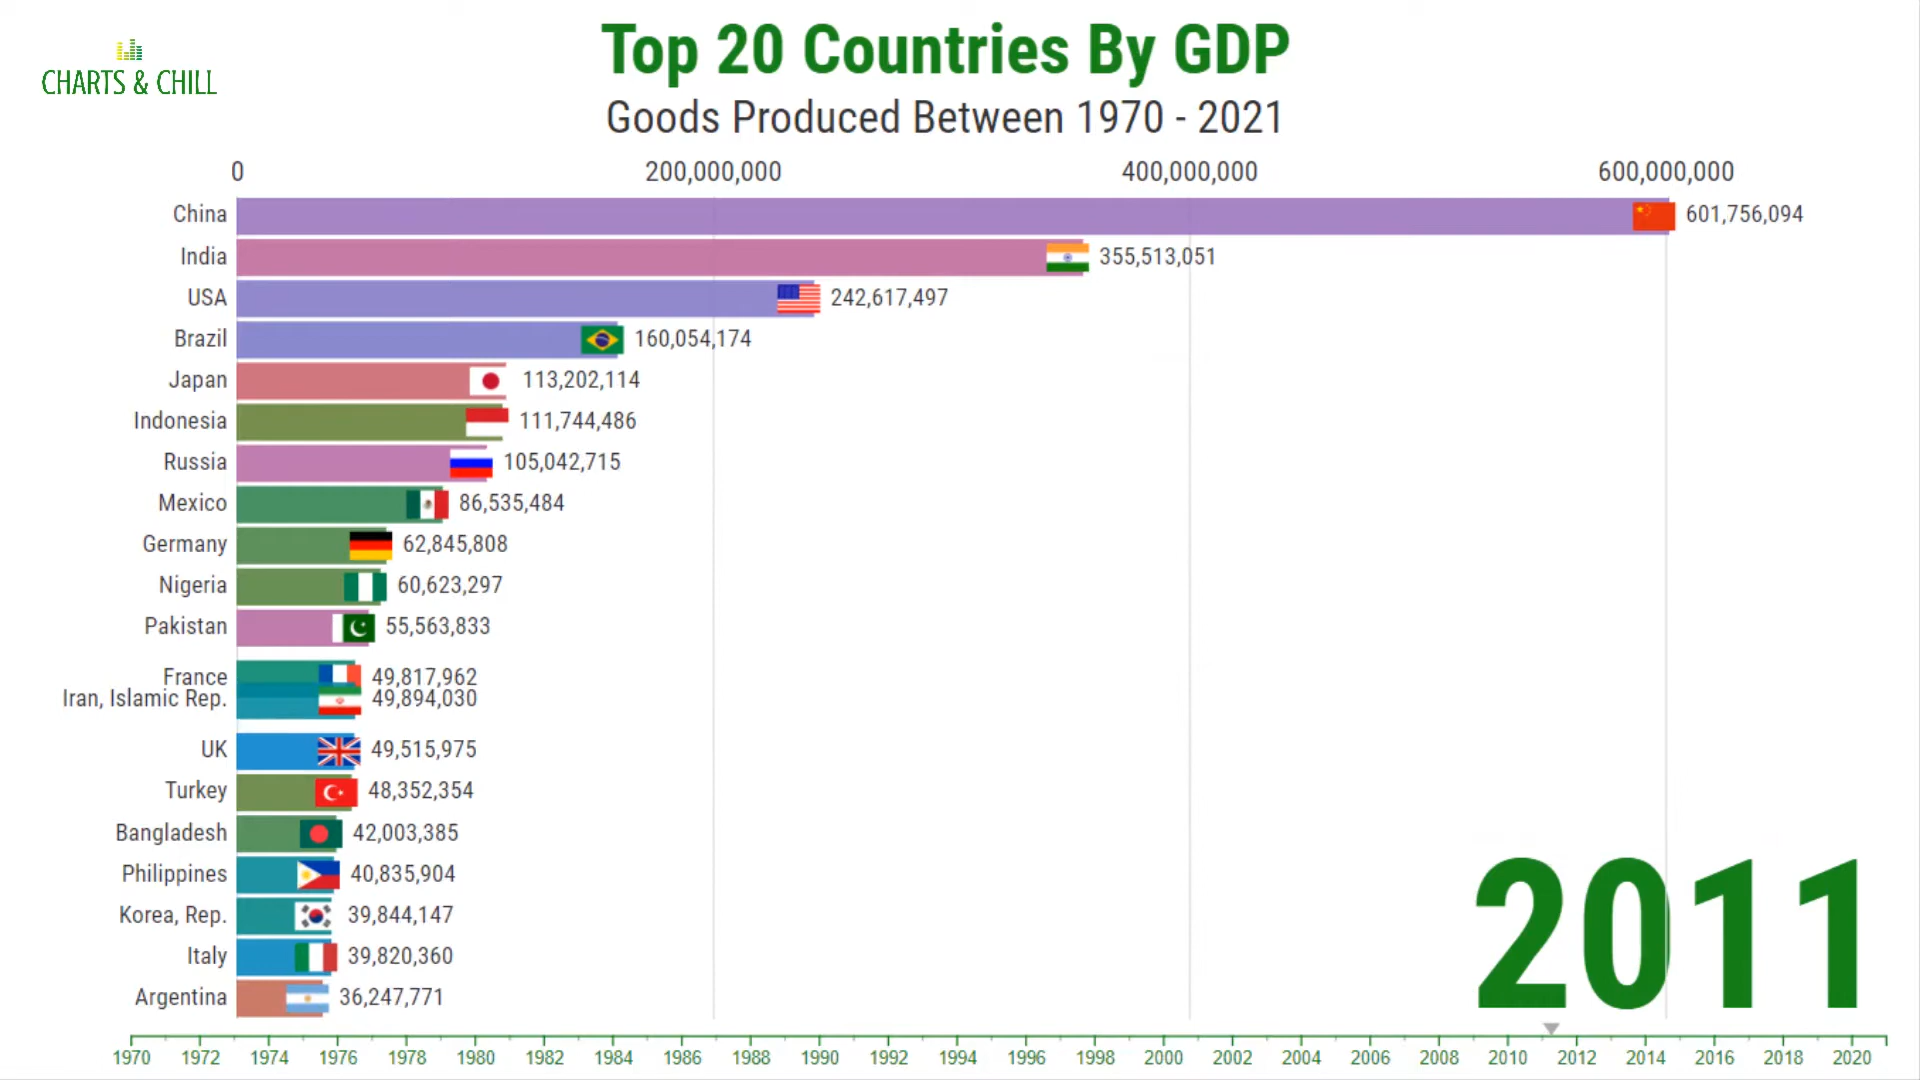 CHARTS & CHILL
Top 20 Countries By GDP
Goods Produced Between 1970 - 2021
0 200,000,000 400,000,000 600,000,000
China 601,756,094
India 355,513,051
USA 242,617,497
Brazil 160,054,174
Japan 113,202,114
Indonesia 111,744,486
Russia 105,042,715
Mexico 86,535,484
Germany 62,845,808
Nigeria 60,623,297
Pakistan 55,563,833
France 49,817,962
Iran, Islamic Rep. 49,894,030
UK 49,515,975
Turkey 48,352,354
Bangladesh 42,003,385
Philippines 40,835,904
Korea, Rep. 39,844,147
Italy 39,820,360
Argentina 36,247,771
2011
1970 1972 1974 1976 1978 1980 1982 1984 1986 1988 1990 1992 1994 1996 1998 2000 2002 2004 2006 2008 2010 2012 2014 2016 2018 2020